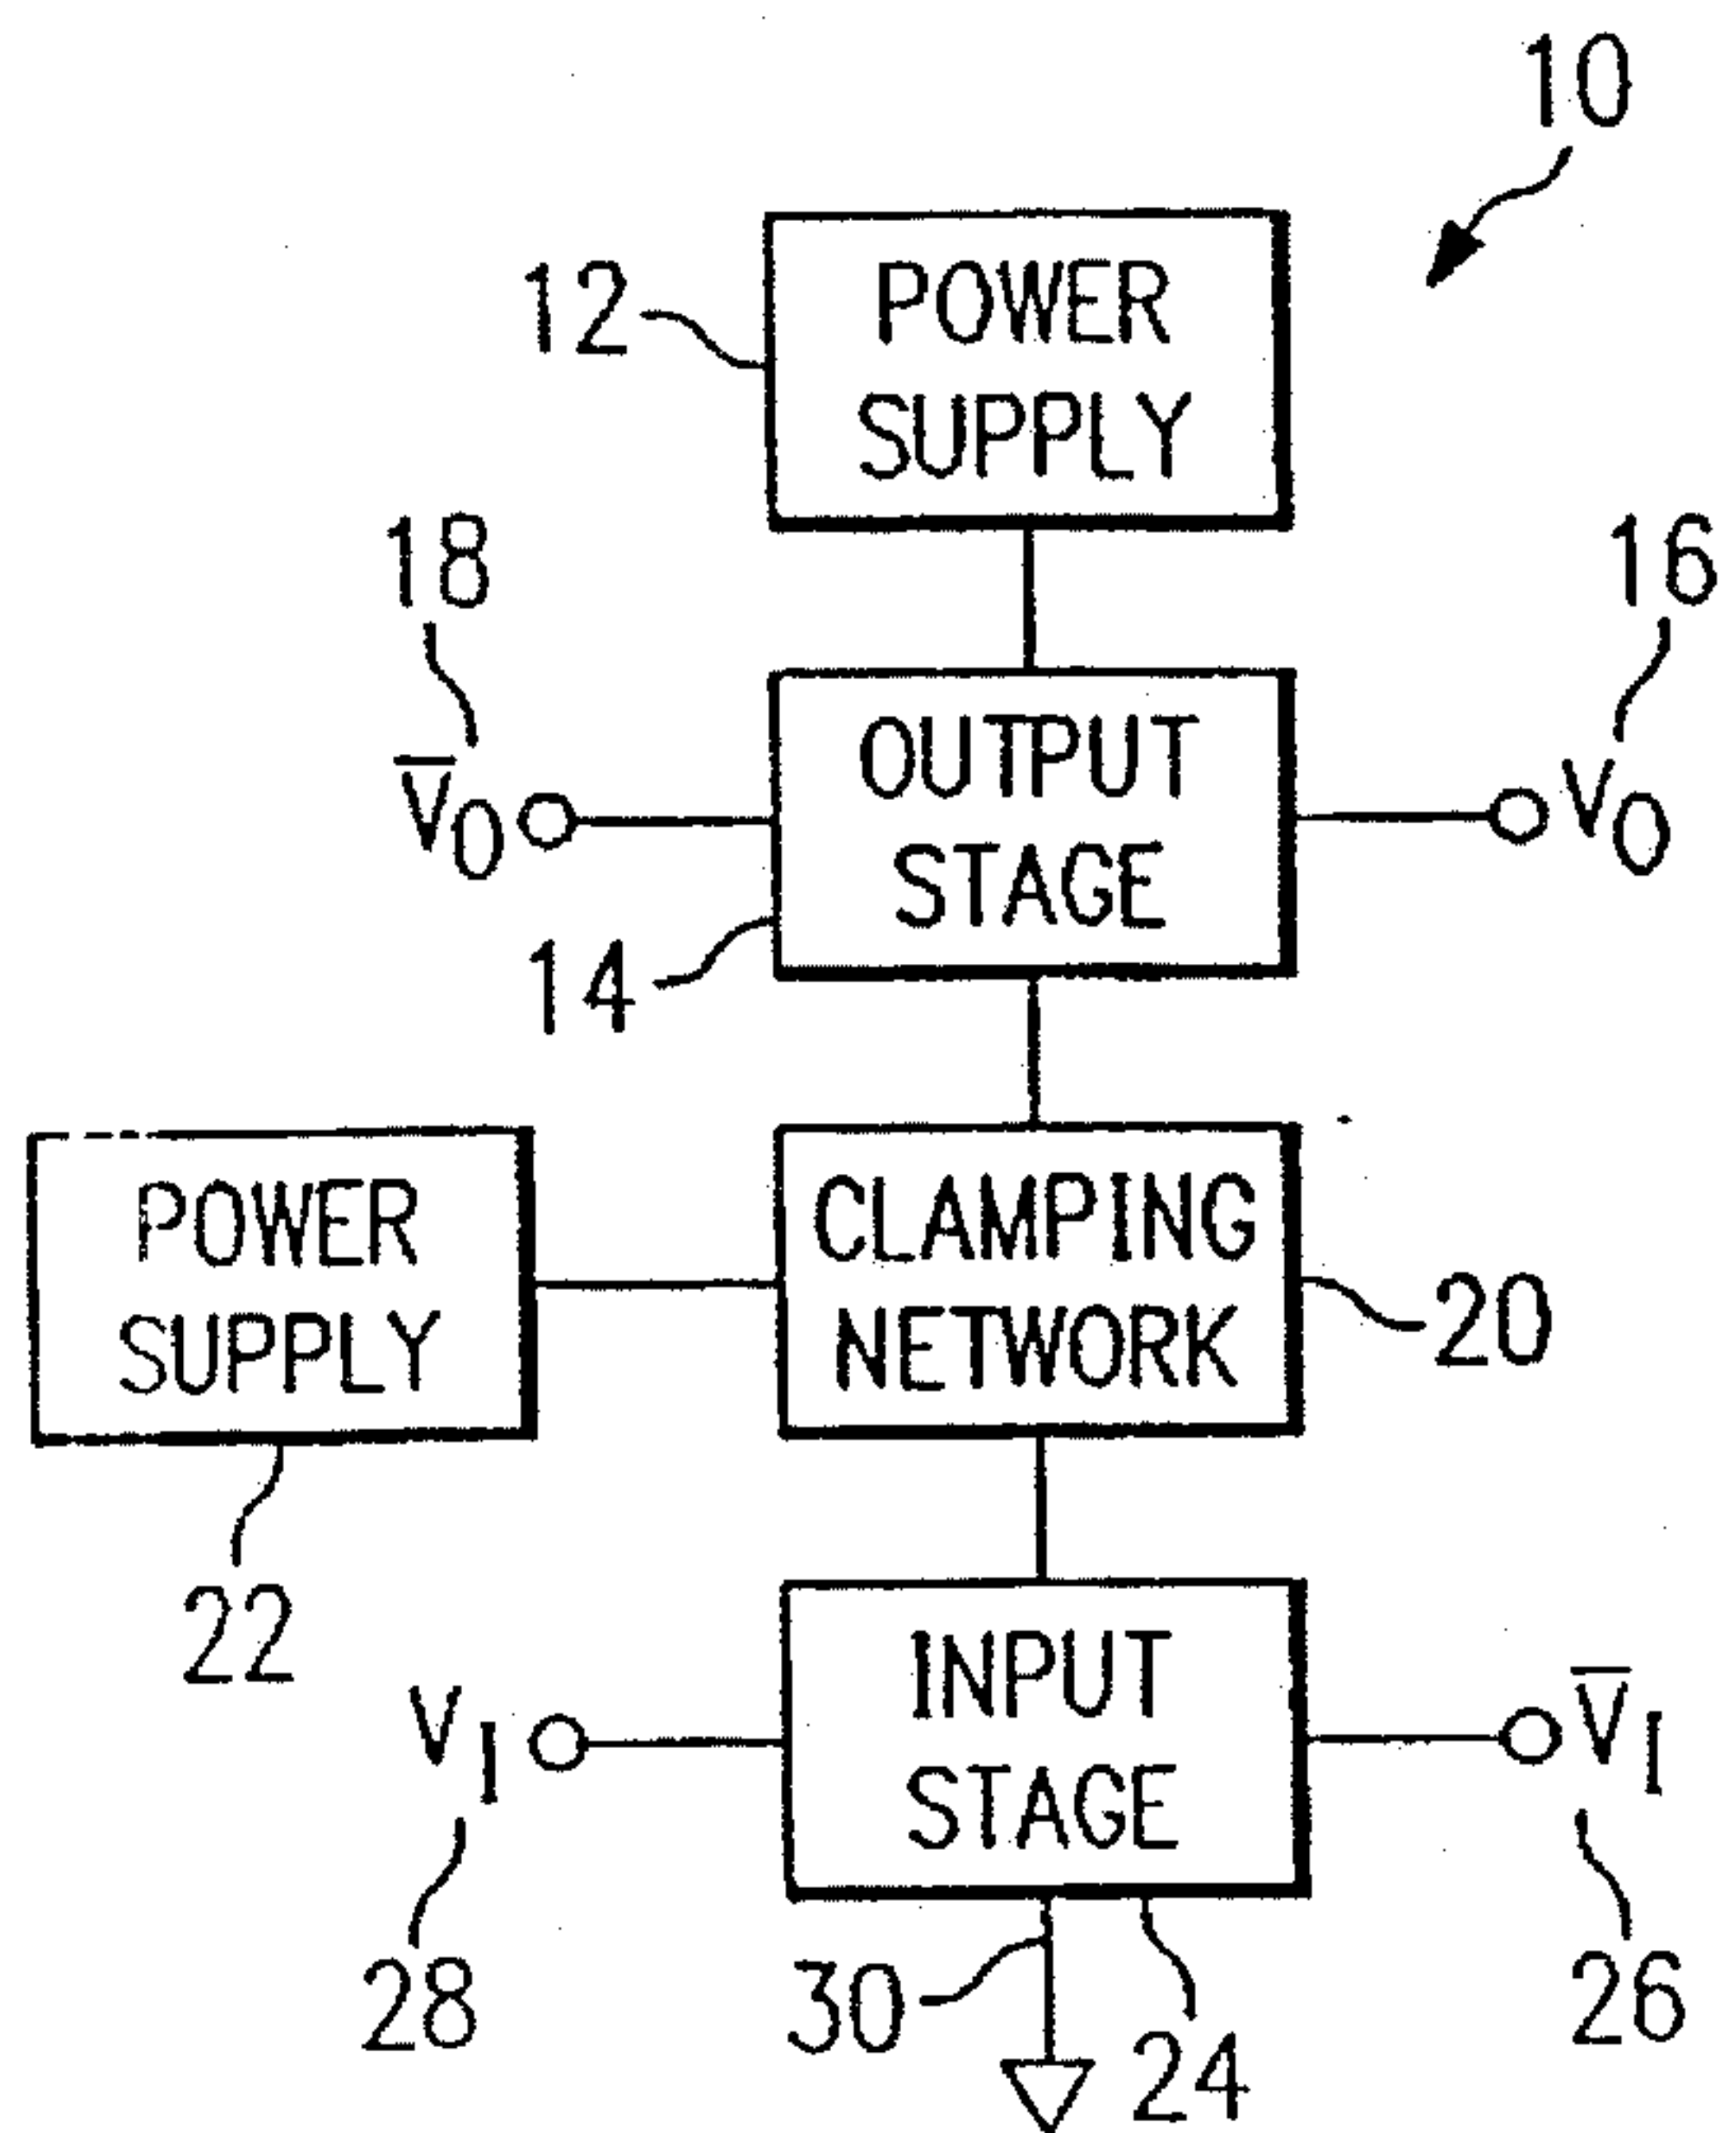 10
12
POWER
SUPPLY
18
16
V̅O
OUTPUT
STAGE
VO
14
POWER
SUPPLY
CLAMPING
NETWORK
20
22
VI
INPUT
STAGE
V̅I
28
30
24
26